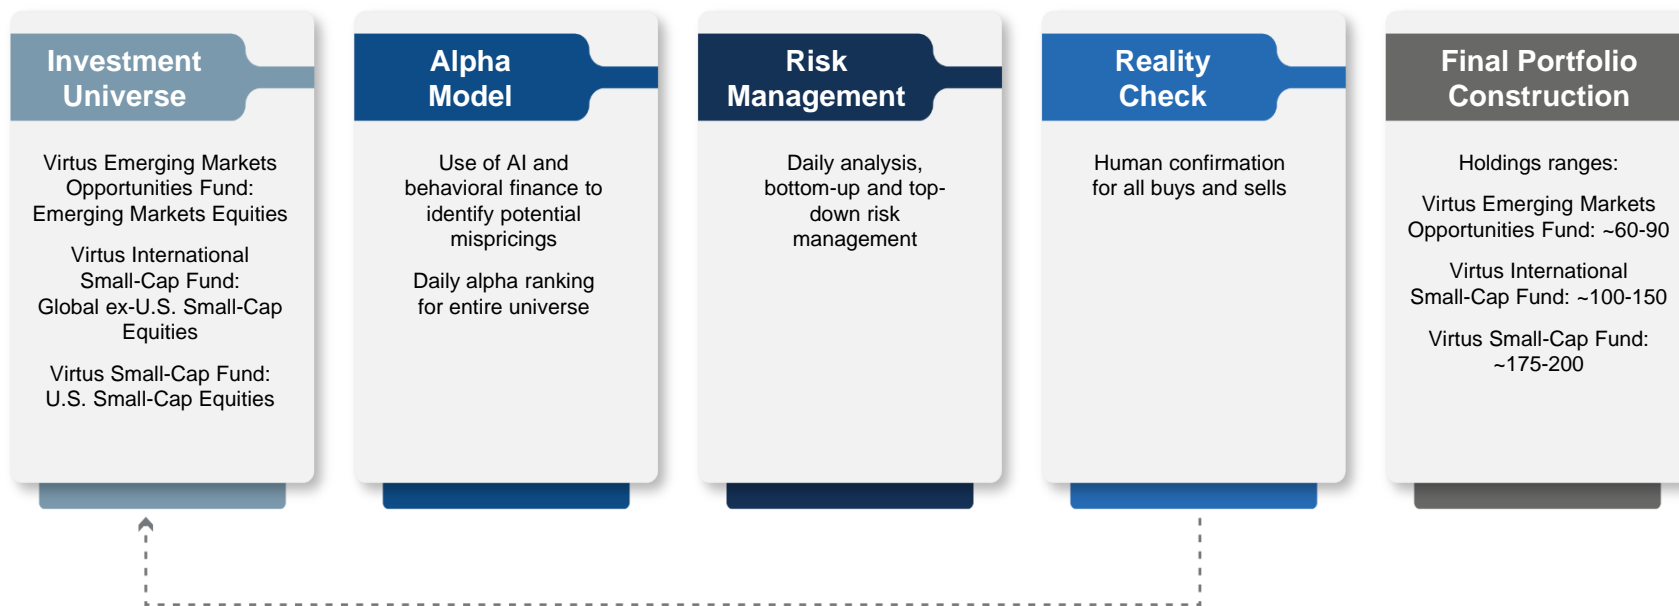 Investment
Universe
Virtus Emerging Markets
Opportunities Fund:
Emerging Markets Equities
Virtus International
Small-Cap Fund:
Global ex-U.S. Small-Cap
Equities
Virtus Small-Cap Fund:
U.S. Small-Cap Equities
Alpha
Model
Use of AI and
behavioral finance to
identify potential
mispricings
Daily alpha ranking
for entire universe
Risk
Management
Daily analysis,
bottom-up and top-
down risk
management
Reality
Check
Human confirmation
for all buys and sells
Final Portfolio
Construction
Holdings ranges:
Virtus Emerging Markets
Opportunities Fund: ~60-90
Virtus International
Small-Cap Fund: ~100-150
Virtus Small-Cap Fund:
~175-200